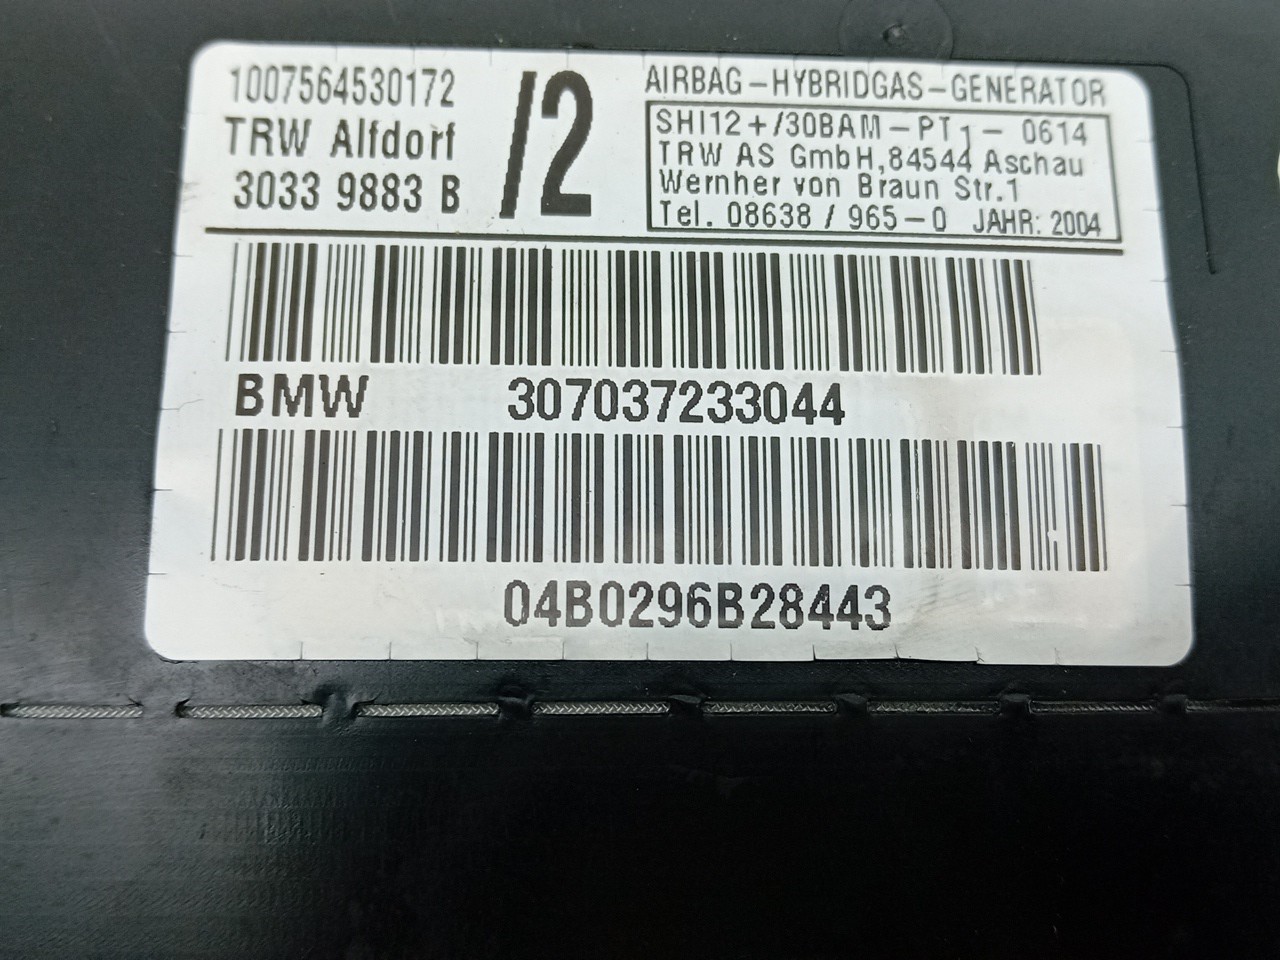 1007564530172
TRW Alfdorf
3033 9883 B
/2
AIRBAG-HYBRIDGAS-GENERATOR
SHI12+/30BAM-PT1-0614
TRW AS GmbH,84544 Aschau
Wernher von Braun Str.1
Tel. 08638 / 965-0 JAHR: 2004
BMW 307037233044
04B0296B28443